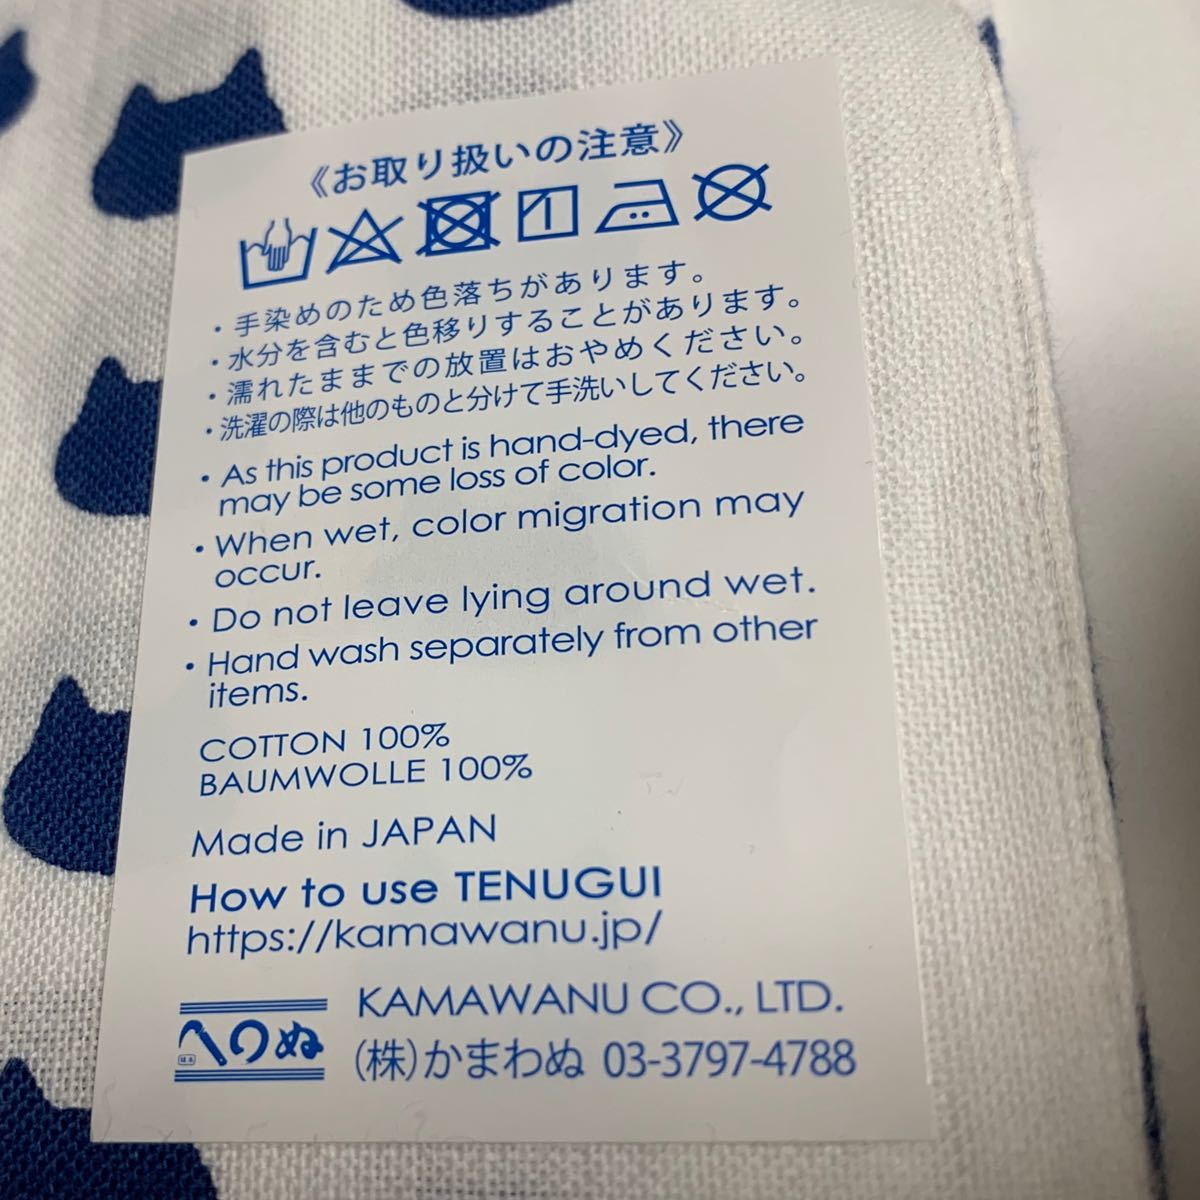 《お取り扱いの注意》
・手染めのため色落ちがあります。
・水分を含むと色移りすることがあります。
・濡れたままでの放置はおやめください。
・洗濯の際は他のものと分けて手洗いしてください。
・As this product is hand-dyed, there
may be some loss of color.
・When wet, color migration may
occur.
・Do not leave lying around wet.
・Hand wash separately from other
items.
COTTON 100%
BAUMWOLLE 100%
Made in JAPAN
How to use TENUGUI
https://kamawanu.jp/
KAMAWANU CO., LTD.
(株)かまわぬ 03-3797-4788